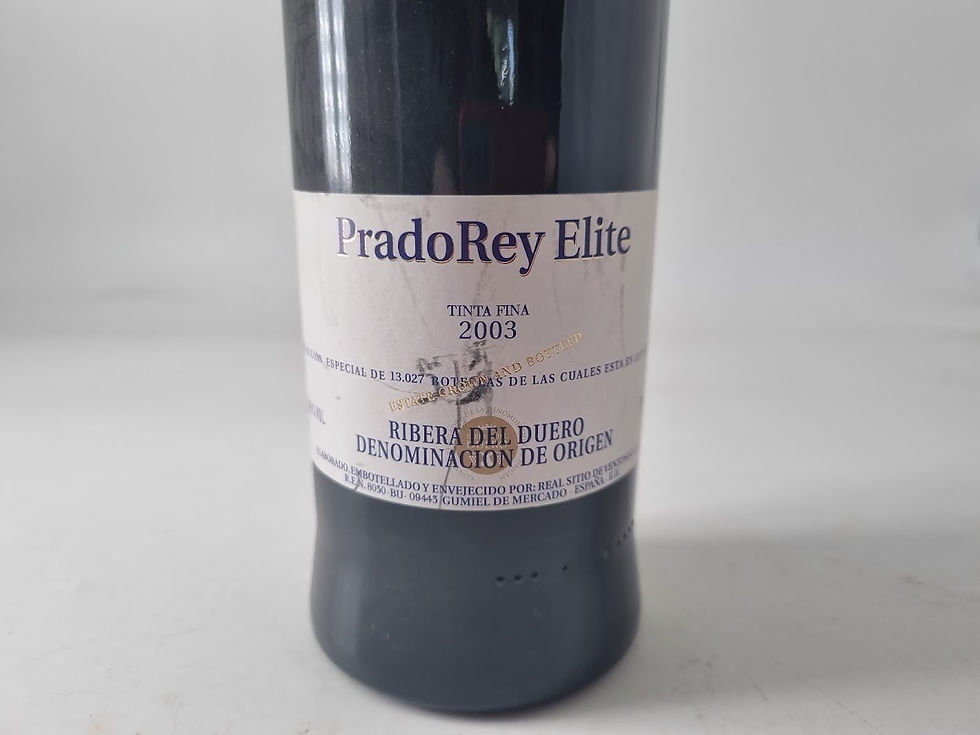 PradoRey Elite
TINTA FINA
2003
ESPECIAL DE 13.027 BOTELLAS DE LAS CUALES ESTA ES
ESTATE GROWN AND BOTTLED
RIBERA DEL DUERO
DENOMINACION DE ORIGEN
ELABORADO, EMBOTELLADO Y ENVEJECIDO POR: REAL SITIO DE
R.E.N. 8030 BU 09443 GUMIEL DE MERCADO ESPAÑA